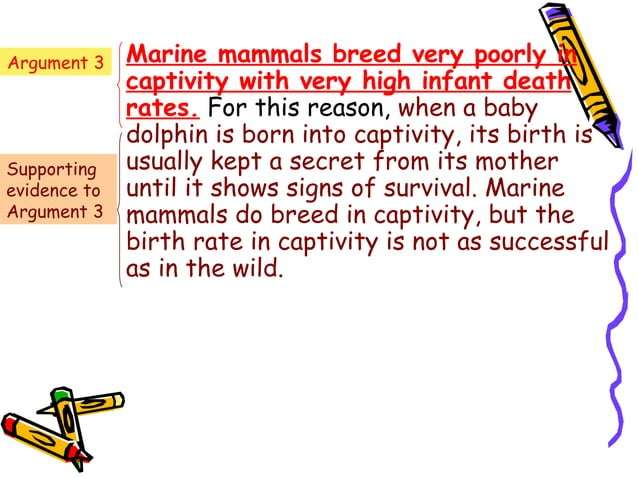 Argument 3
Marine mammals breed very poorly in
captivity with very high infant death
rates. For this reason, when a baby
dolphin is born into captivity, its birth is
usually kept a secret from its mother
until it shows signs of survival. Marine
mammals do breed in captivity, but the
birth rate in captivity is not as successful
as in the wild.
Supporting
evidence to
Argument 3